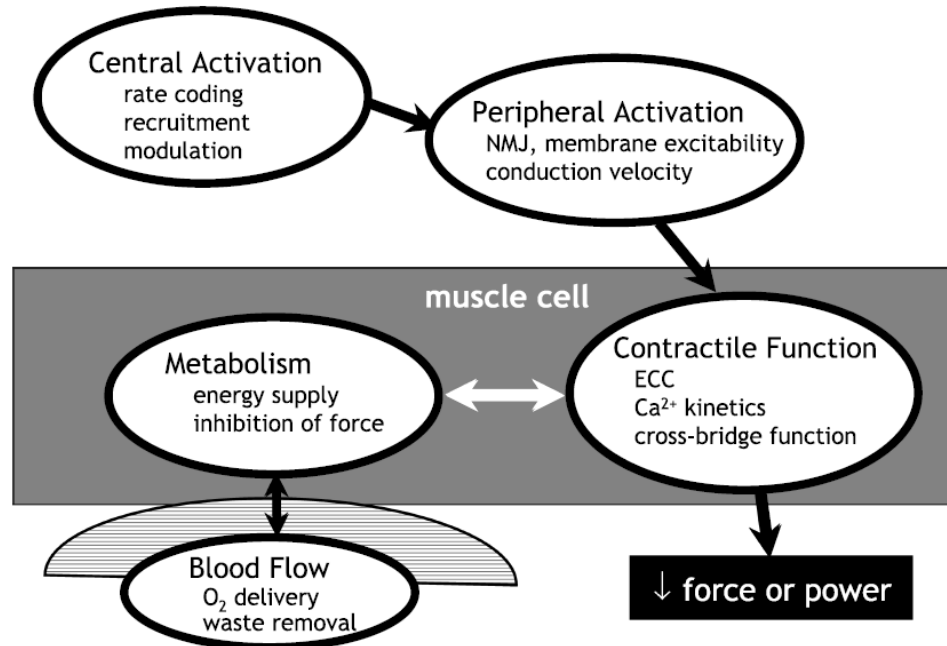 Central Activation
rate coding
recruitment
modulation
Peripheral Activation
NMJ, membrane excitability
conduction velocity
muscle cell
Metabolism
energy supply
inhibition of force
Contractile Function
ECC
Ca²⁺ kinetics
cross-bridge function
Blood Flow
O₂ delivery
waste removal
↓ force or power